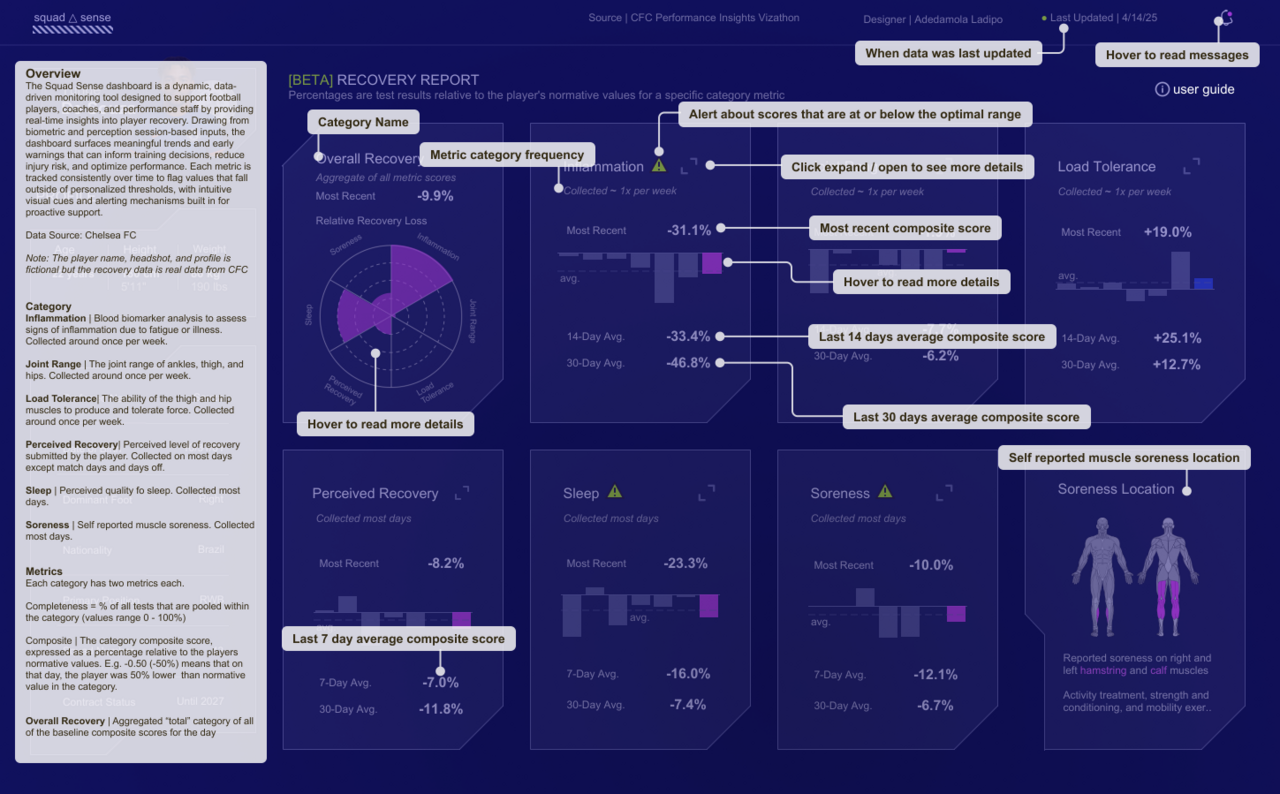 squad △ sense
Source | CFC Performance Insights Vizathon
Designer | Adedamola Ladipo
Last Updated | 4/14/25
When data was last updated
Hover to read messages
Overview
The Squad Sense dashboard is a dynamic, data-
driven monitoring tool designed to support football
players, coaches, and performance staff by providing
real-time insights into player recovery. Drawing from
biometric and perception session-based inputs, the
dashboard surfaces meaningful trends and early
warnings that can inform training decisions, reduce
injury risk, and optimize performance. Each metric is
tracked consistently over time to flag values that fall
outside of personalized thresholds, with intuitive
visual cues and alerting mechanisms built in for
proactive support.
Data Source: Chelsea FC
Age Height Weight
Note: The player name, headshot, and profile is
fictional but the recovery data is real data from CFC
5'11" 190 lbs
Category
Inflammation | Blood biomarker analysis to assess
signs of inflammation due to fatigue or illness.
Collected around once per week.
Joint Range | The joint range of ankles, thigh, and
hips. Collected around once per week.
Load Tolerance| The ability of the thigh and hip
muscles to produce and tolerate force. Collected
around once per week.
Perceived Recovery| Perceived level of recovery
submitted by the player. Collected on most days
except match days and days off.
Sleep | Perceived quality fo sleep. Collected most
days.
Dominant Foot Right
Soreness | Self reported muscle soreness. Collected
most days.
Nationality Brazil
Metrics
Each category has two metrics each.
Primary Position RWB
Completeness = % of all tests that are pooled within
the category (values range 0 - 100%)
Composite | The category composite score,
expressed as a percentage relative to the players
normative values. E.g. -0.50 (-50%) means that on
that day, the player was 50% lower than normative
value in the category.
Contract Status Until 2027
Overall Recovery | Aggregated “total” category of all
of the baseline composite scores for the day
[BETA] RECOVERY REPORT
Percentages are test results relative to the player's normative values for a specific category metric
user guide
Category Name
Alert about scores that are at or below the optimal range
Metric category frequency
Click expand / open to see more details
Overall Recovery
Aggregate of all metric scores
Most Recent -9.9%
Relative Recovery Loss
Soreness
Inflammation
Sleep
Joint Range
Perceived
Recovery
Load
Tolerance
Hover to read more details
Inflammation
Collected ~ 1x per week
Most Recent -31.1%
avg.
14-Day Avg. -33.4%
30-Day Avg. -46.8%
Collected ~ 1x per week
Most recent composite score
Hover to read more details
Last 14 days average composite score
-7.7%
30-Day Avg. -6.2%
Last 30 days average composite score
Load Tolerance
Collected ~ 1x per week
Most Recent +19.0%
avg.
14-Day Avg. +25.1%
30-Day Avg. +12.7%
Perceived Recovery
Collected most days
Most Recent -8.2%
avg.
Last 7 day average composite score
7-Day Avg. -7.0%
30-Day Avg. -11.8%
Sleep
Collected most days
Most Recent -23.3%
avg.
7-Day Avg. -16.0%
30-Day Avg. -7.4%
Soreness
Collected most days
Most Recent -10.0%
avg.
7-Day Avg. -12.1%
30-Day Avg. -6.7%
Self reported muscle soreness location
Soreness Location
Reported soreness on right and
left hamstring and calf muscles
Activity treatment, strength and
conditioning, and mobility exer..